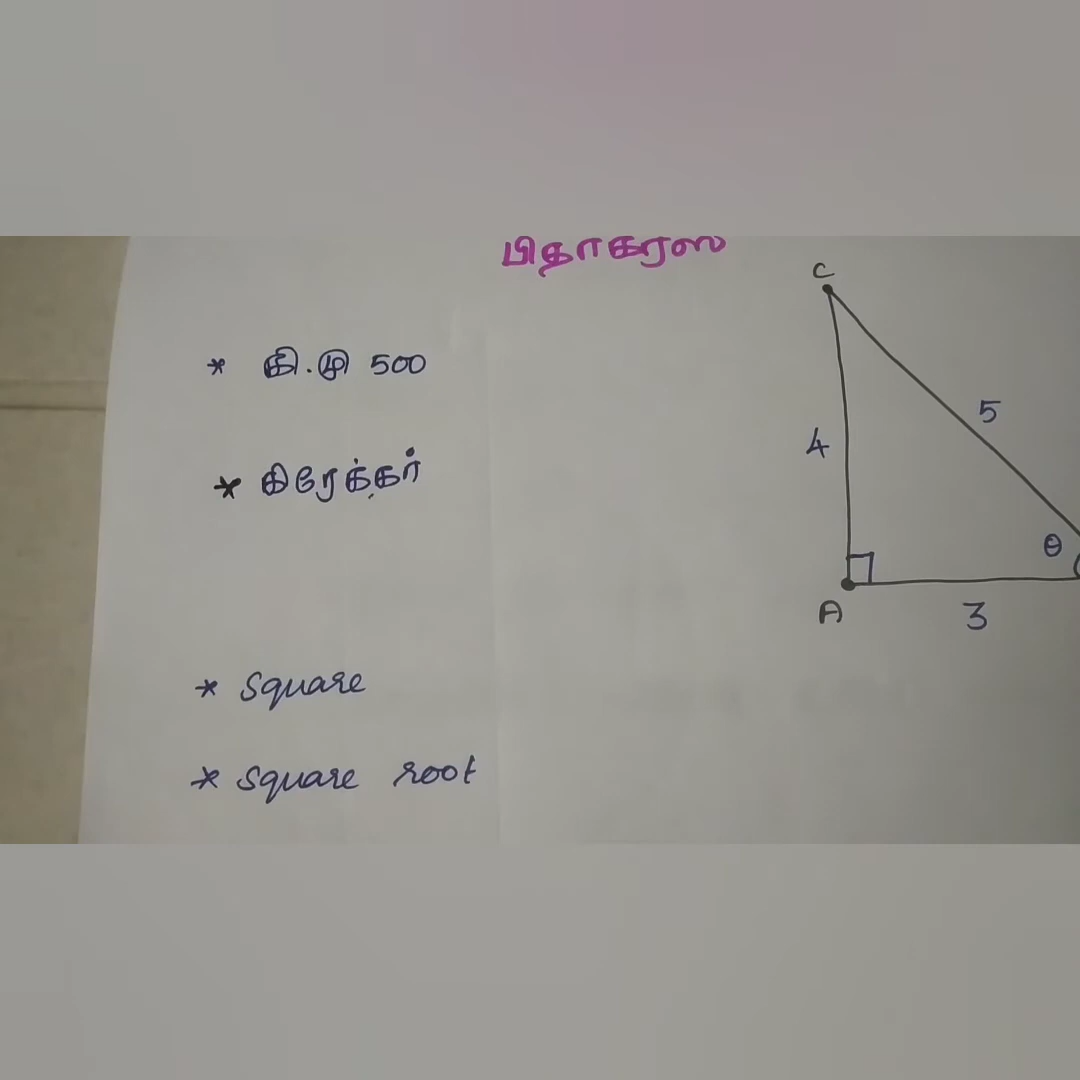 பிதாகரஸ
* கி.மு 500
* கிரேக்கர்
* square
* square root
C
4
5
θ
A
3